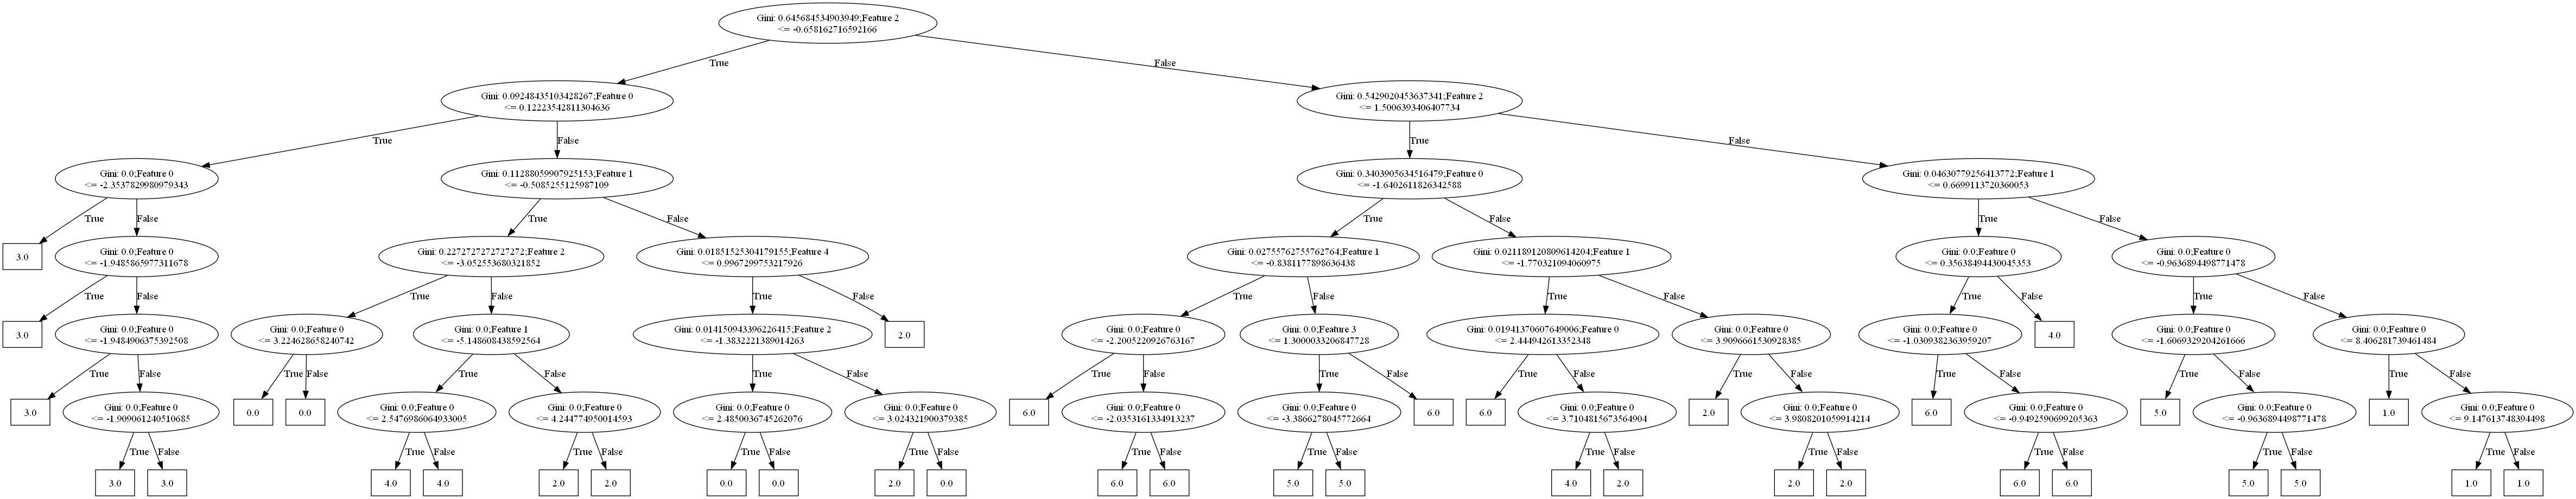 Gini: 0.645684534903949;Feature 2
<= -0.658162716592166
True
False
Gini: 0.09248435103428267;Feature 0
<= 0.12223542811304636
Gini: 0.5429020453637341;Feature 2
<= 1.5006393406407734
True
False
True
False
Gini: 0.0;Feature 0
<= -2.3537829980979343
Gini: 0.11288059907925153;Feature 1
<= -0.5085255125987109
Gini: 0.3403905634516479;Feature 0
<= -1.6402611826342588
Gini: 0.04630779256413772;Feature 1
<= 0.6699113720360053
True
False
True
False
True
False
True
False
3.0
Gini: 0.0;Feature 0
<= -1.9485865977311678
Gini: 0.2272727272727272;Feature 2
<= -3.052553680321852
Gini: 0.01851525304179155;Feature 4
<= 0.9967299753217926
Gini: 0.02755762755762764;Feature 1
<= -0.8381177898636438
Gini: 0.021189120809614204;Feature 1
<= -1.770321094060975
Gini: 0.0;Feature 0
<= 0.35638494430045353
Gini: 0.0;Feature 0
<= -0.9636894498771478
True
False
True
False
True
False
True
False
True
False
True
False
True
False
3.0
Gini: 0.0;Feature 0
<= -1.9484906375392508
Gini: 0.0;Feature 0
<= 3.224628658240742
Gini: 0.0;Feature 1
<= -5.148608438592564
Gini: 0.014150943396226415;Feature 2
<= -1.3832221389014263
2.0
Gini: 0.0;Feature 0
<= -2.2005220926763167
Gini: 0.0;Feature 3
<= 1.3000033206847728
Gini: 0.01941370607649006;Feature 0
<= 2.444942613352348
Gini: 0.0;Feature 0
<= 3.9096661530928385
Gini: 0.0;Feature 0
<= -1.0309382363959207
4.0
Gini: 0.0;Feature 0
<= -1.6069329204261666
Gini: 0.0;Feature 0
<= 8.406281739461484
True
False
True
False
True
False
True
False
True
False
True
False
True
False
True
False
True
False
True
False
True
False
3.0
Gini: 0.0;Feature 0
<= -1.909061240510685
0.0
0.0
Gini: 0.0;Feature 0
<= 2.5476986064933005
Gini: 0.0;Feature 0
<= 4.244774950014593
Gini: 0.0;Feature 0
<= 2.4850036745262076
Gini: 0.0;Feature 0
<= 3.024321900379385
6.0
Gini: 0.0;Feature 0
<= -2.0353161334913237
Gini: 0.0;Feature 0
<= -3.3866278045772664
6.0
6.0
Gini: 0.0;Feature 0
<= 3.7104815673564904
2.0
Gini: 0.0;Feature 0
<= 3.9808201059914214
6.0
Gini: 0.0;Feature 0
<= -0.9492590699205363
5.0
Gini: 0.0;Feature 0
<= -0.9636894498771478
1.0
Gini: 0.0;Feature 0
<= 9.147613748394498
True
False
True
False
True
False
True
False
True
False
True
False
True
False
True
False
True
False
True
False
True
False
True
False
3.0
3.0
4.0
4.0
2.0
2.0
0.0
0.0
2.0
0.0
6.0
6.0
5.0
5.0
4.0
2.0
2.0
2.0
6.0
6.0
5.0
5.0
1.0
1.0